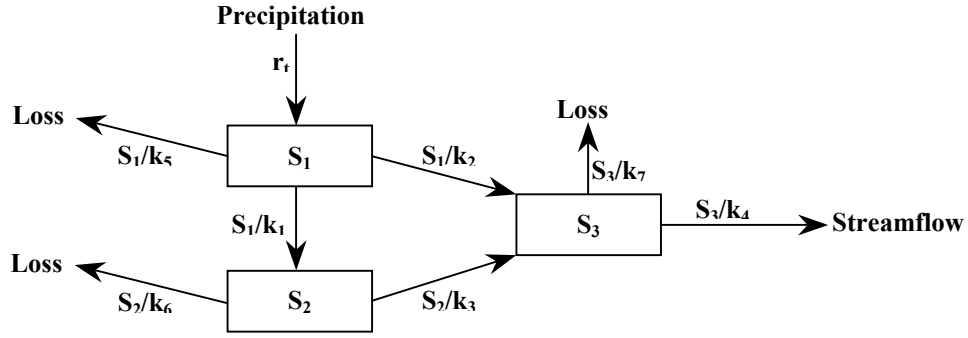 Precipitation
rₜ
Loss
Loss
S₁/k₅
S₁
S₁/k₂
S₃/k₇
S₁/k₁
S₃
S₃/k₄
Streamflow
Loss
S₂/k₆
S₂
S₂/k₃